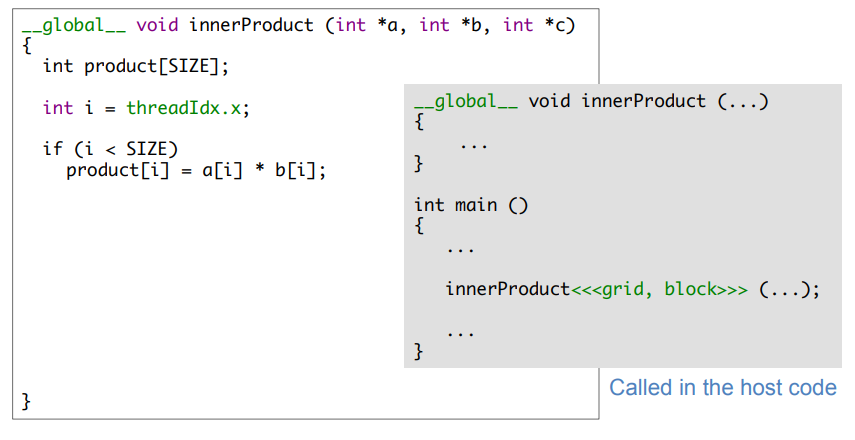 __global__ void innerProduct (int *a, int *b, int *c)
{
int product[SIZE];
int i = threadIdx.x;
if (i < SIZE)
product[i] = a[i] * b[i];
}
__global__ void innerProduct (...)
{
...
}
int main ()
{
...
innerProduct<<<grid, block>>> (...);
...
}
Called in the host code